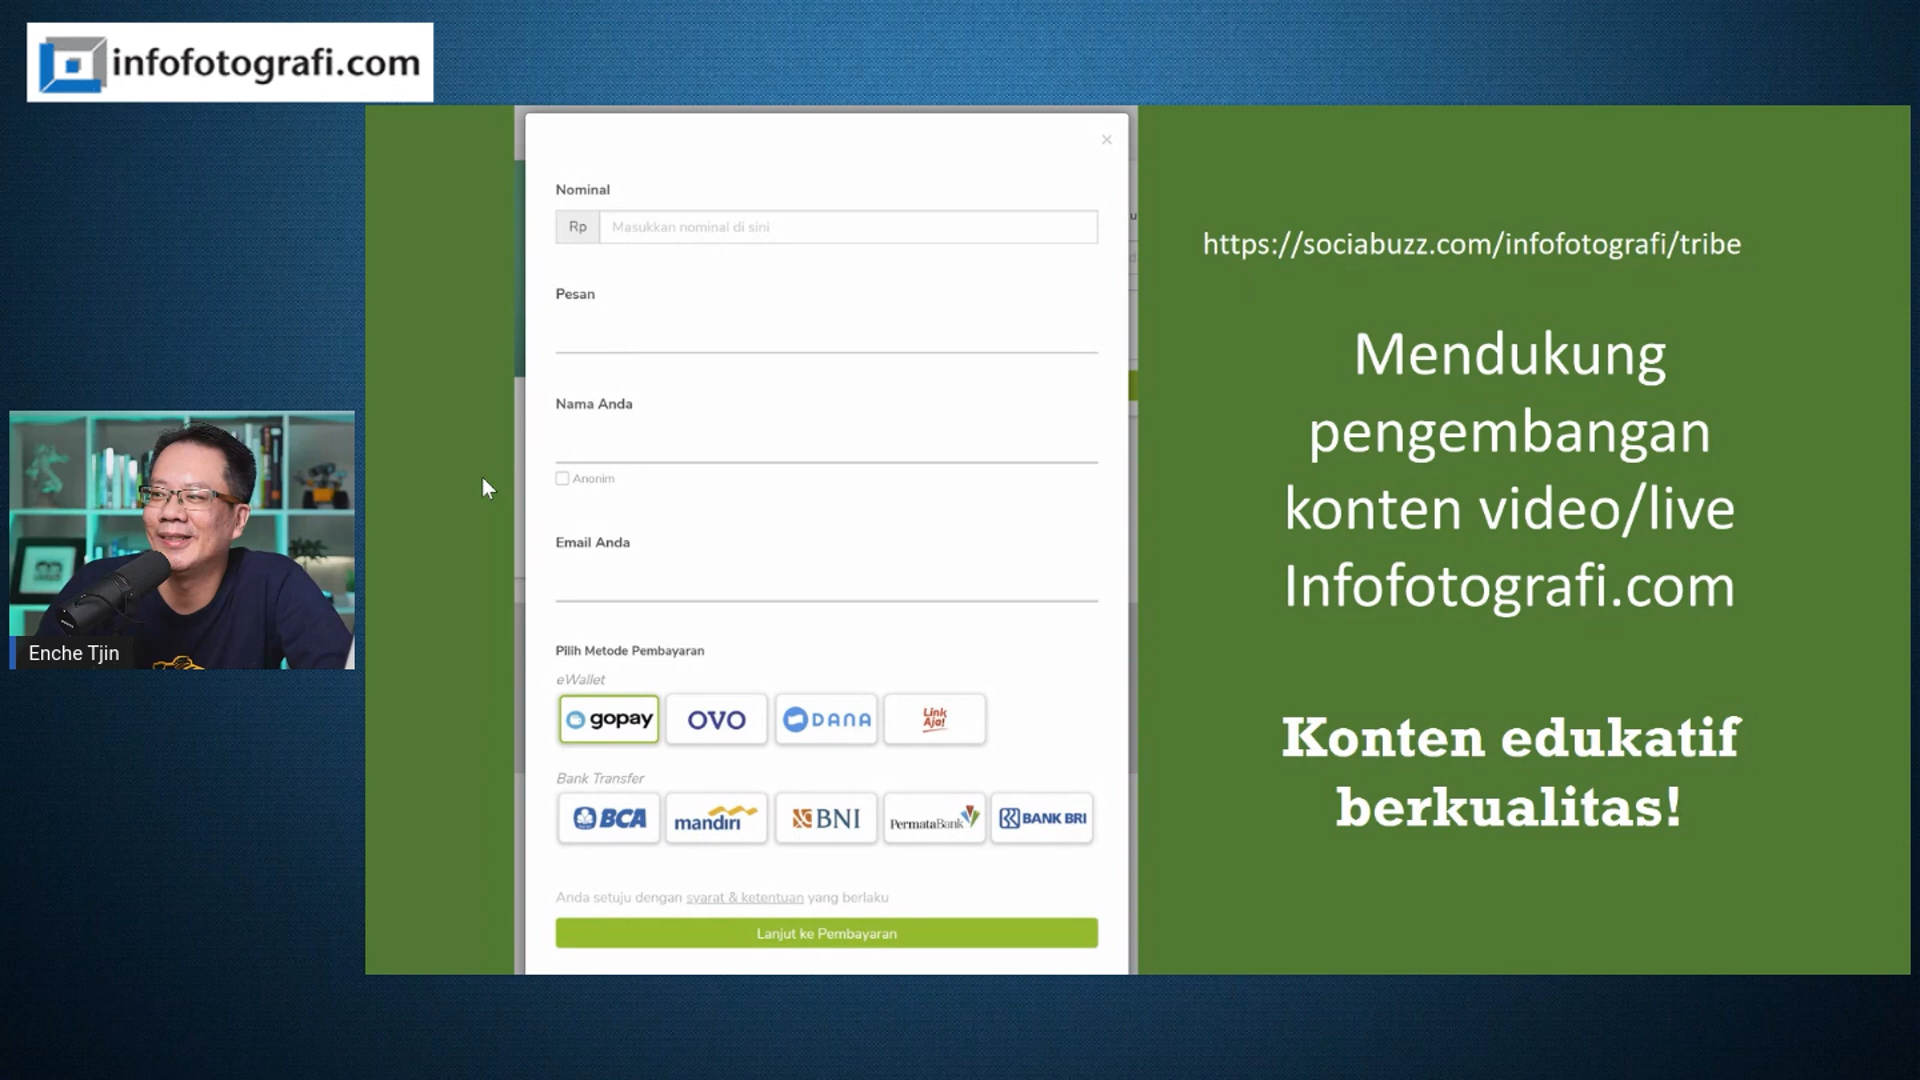 infofotografi.com
Nominal
Rp Masukkan nominal di sini
Pesan
Nama Anda
Anonim
Email Anda
Pilih Metode Pembayaran
eWallet
gopay OVO DANA Link Aja!
Bank Transfer
BCA mandiri BNI PermataBank BANK BRI
Anda setuju dengan syarat & ketentuan yang berlaku
Lanjut ke Pembayaran
https://sociabuzz.com/infofotografi/tribe
Mendukung
pengembangan
konten video/live
Infofotografi.com
Konten edukatif
berkualitas!
Enche Tjin